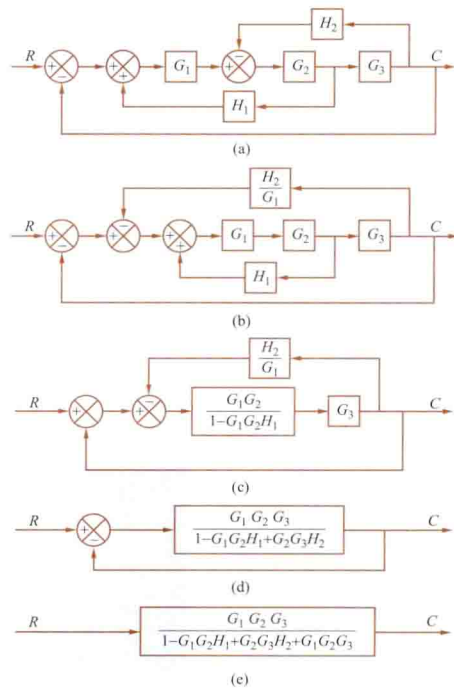 H₂
R + − + + G₁ − + G₂ G₃ C
H₁
(a)
H₂
G₁
R + − − + + + G₁ G₂ G₃ C
H₁
(b)
H₂
G₁
R + − − + G₁G₂ G₃ C
1−G₁G₂H₁
(c)
R + − G₁ G₂ G₃ C
1−G₁G₂H₁+G₂G₃H₂
(d)
R G₁ G₂ G₃ C
1−G₁G₂H₁+G₂G₃H₂+G₁G₂G₃
(e)